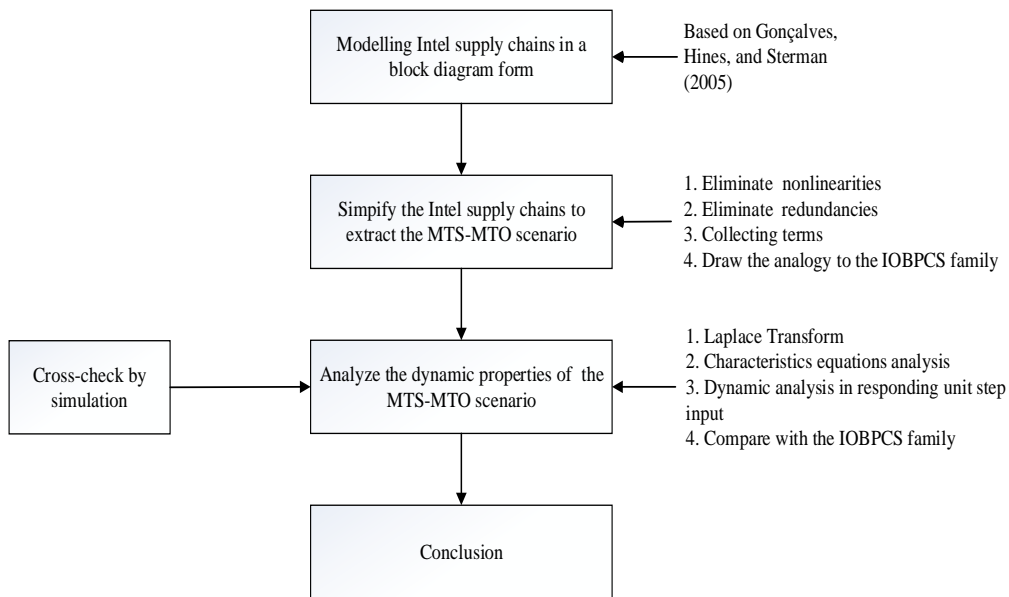 Modelling Intel supply chains in a
block diagram form
Based on Gonçalves,
Hines, and Sterman
(2005)
Simpify the Intel supply chains to
extract the MTS-MTO scenario
1. Eliminate nonlinearities
2. Eliminate redundancies
3. Collecting terms
4. Draw the analogy to the IOBPCS family
Cross-check by
simulation
Analyze the dynamic properties of the
MTS-MTO scenario
1. Laplace Transform
2. Characteristics equations analysis
3. Dynamic analysis in responding unit step
input
4. Compare with the IOBPCS family
Conclusion